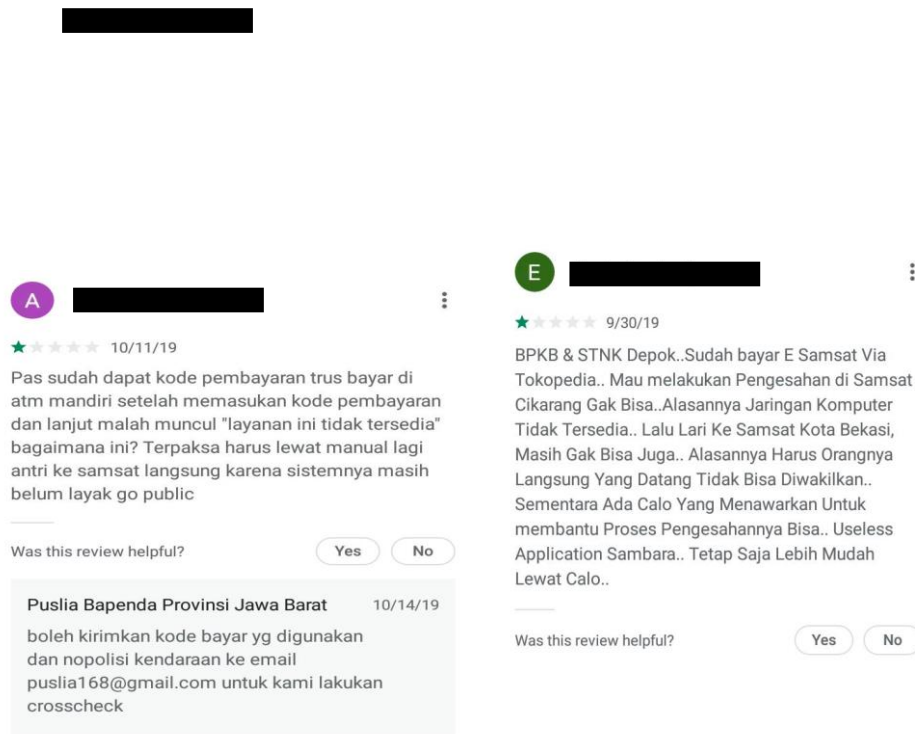 A
10/11/19
Pas sudah dapat kode pembayaran trus bayar di
atm mandiri setelah memasukan kode pembayaran
dan lanjut malah muncul "layanan ini tidak tersedia"
bagaimana ini? Terpaksa harus lewat manual lagi
antri ke samsat langsung karena sistemnya masih
belum layak go public
Was this review helpful? Yes No
Puslia Bapenda Provinsi Jawa Barat 10/14/19
boleh kirimkan kode bayar yg digunakan
dan nopolisi kendaraan ke email
puslia168@gmail.com untuk kami lakukan
crosscheck
E
9/30/19
BPKB & STNK Depok..Sudah bayar E Samsat Via
Tokopedia.. Mau melakukan Pengesahan di Samsat
Cikarang Gak Bisa..Alasannya Jaringan Komputer
Tidak Tersedia.. Lalu Lari Ke Samsat Kota Bekasi,
Masih Gak Bisa Juga.. Alasannya Harus Orangnya
Langsung Yang Datang Tidak Bisa Diwakilkan..
Sementara Ada Calo Yang Menawarkan Untuk
membantu Proses Pengesahannya Bisa.. Useless
Application Sambara.. Tetap Saja Lebih Mudah
Lewat Calo..
Was this review helpful? Yes No